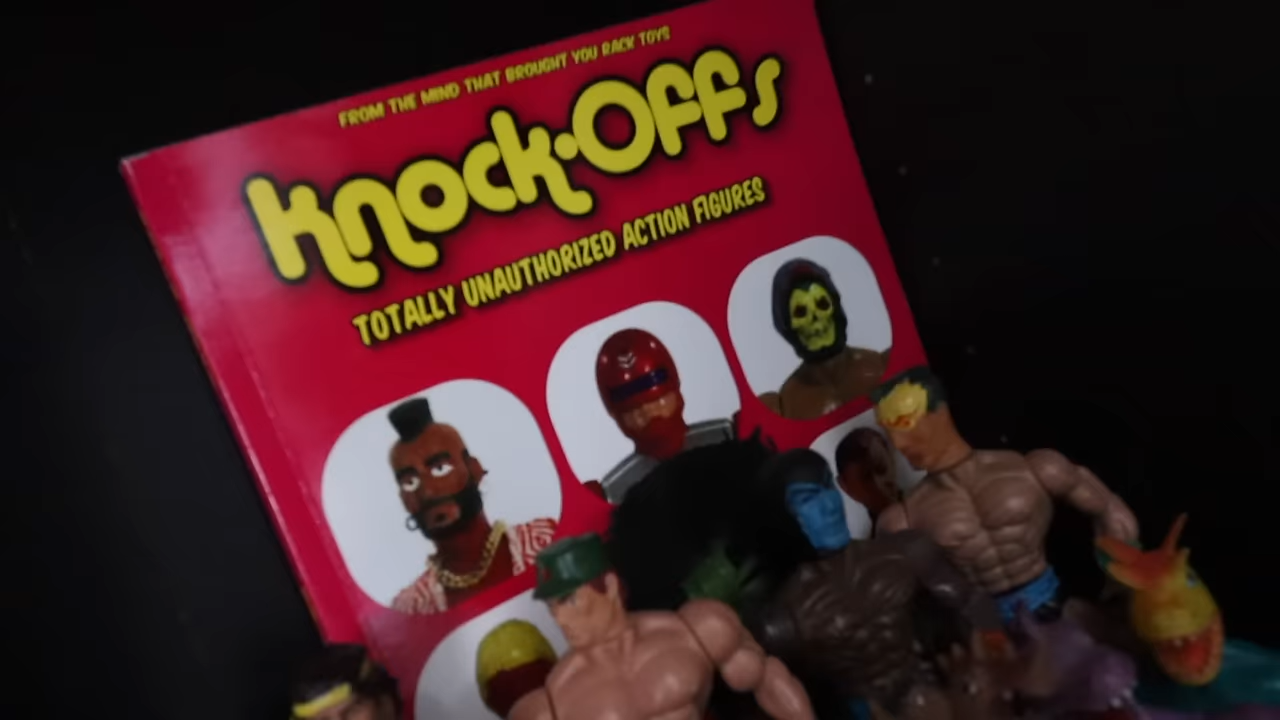 FROM THE MIND THAT BROUGHT YOU RACK TOYS
Knock-Offs
TOTALLY UNAUTHORIZED ACTION FIGURES